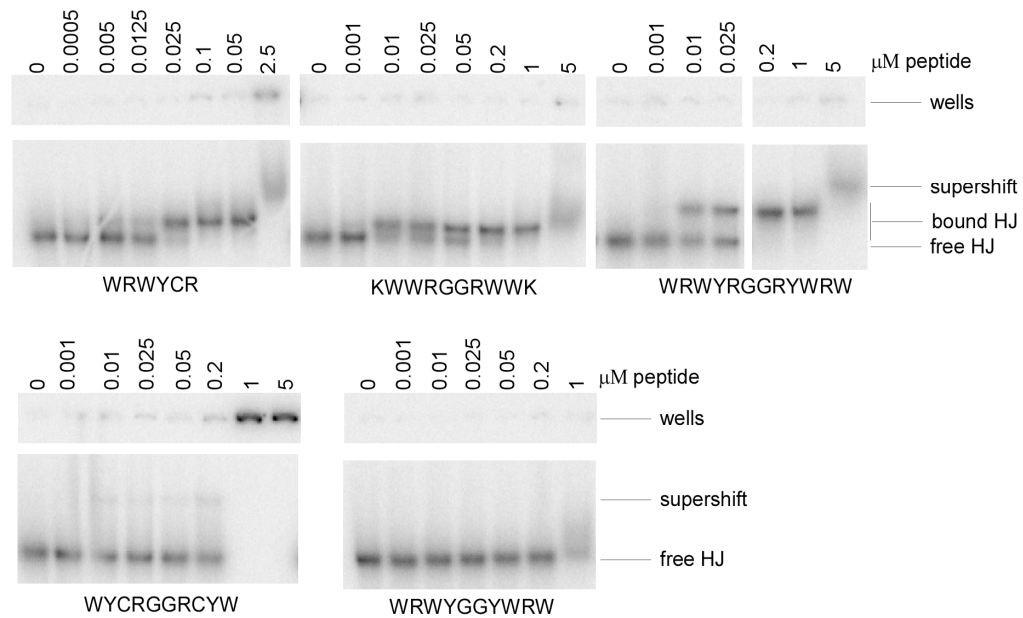 0 0.0005 0.005 0.0125 0.025 0.1 0.05 2.5
0 0.001 0.01 0.025 0.05 0.2 1 5
0 0.001 0.01 0.025 0.2 1 5
μM peptide
wells
supershift
bound HJ
free HJ
WRWYCR
KWWRGGRWWK
WRWYRGGRYWRW
0 0.001 0.01 0.025 0.05 0.2 1 5
0 0.001 0.01 0.025 0.05 0.2 1
μM peptide
wells
supershift
free HJ
WYCRGGRCYW
WRWYGGYWRW